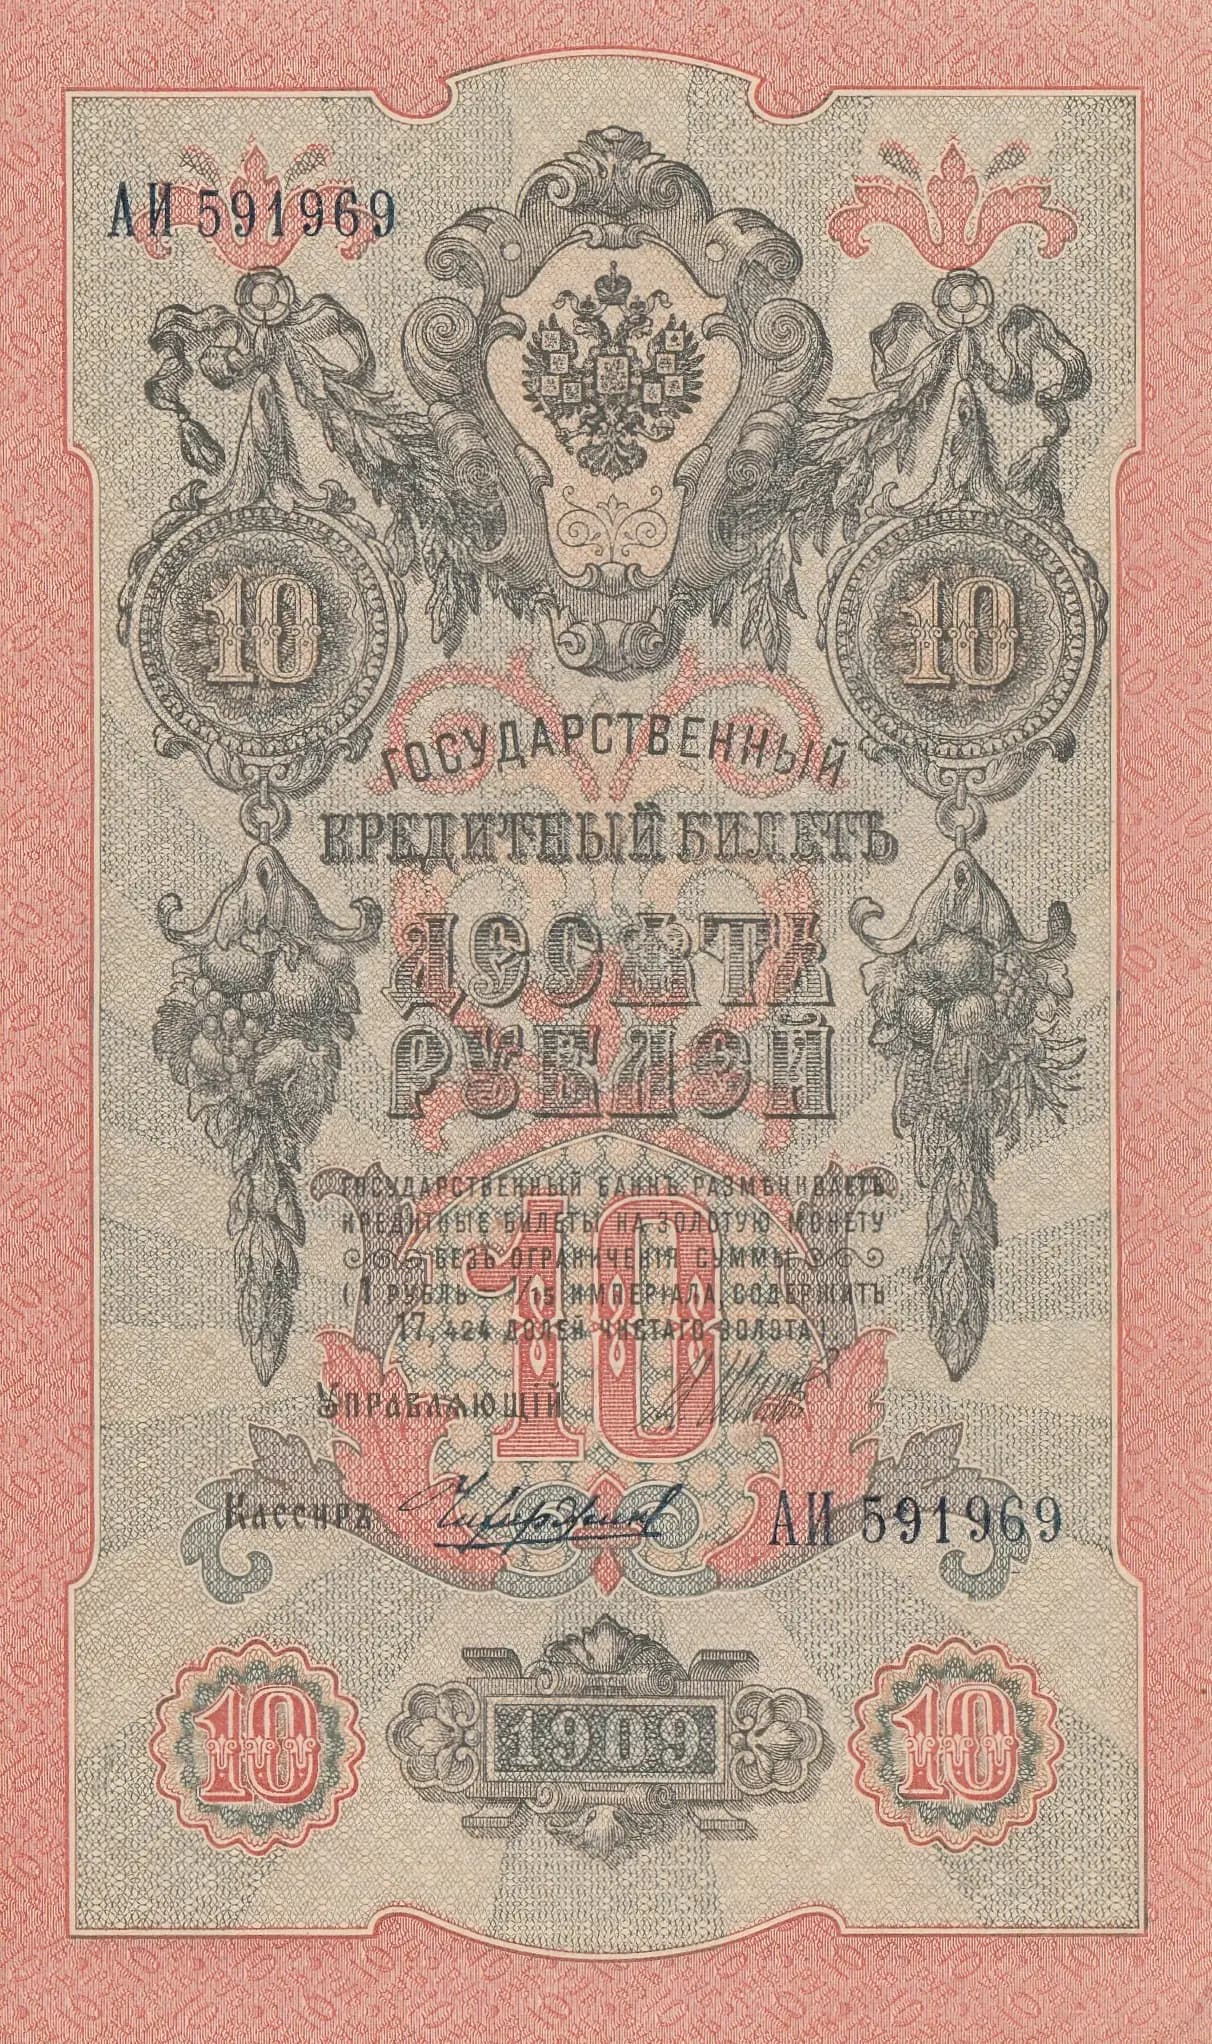 АИ 591969
10 10
ГОСУДАРСТВЕННЫЙ
КРЕДИТНЫЙ БИЛЕТЪ
ДЕСЯТЬ
РУБЛЕЙ
ГОСУДАРСТВЕННЫЙ БАНКЪ РАЗМѢНИВАЕТЪ
КРЕДИТНЫЕ БИЛЕТЫ НА ЗОЛОТУЮ МОНЕТУ
БЕЗЪ ОГРАНИЧЕНІЯ СУММЫ
(1 РУБЛЬ – 1/15 ИМПЕРІАЛА, СОДЕРЖИТЪ
17,424 ДОЛЕЙ ЧИСТАГО ЗОЛОТА).
10
Управляющій
Кассиръ
АИ 591969
10 1909 10